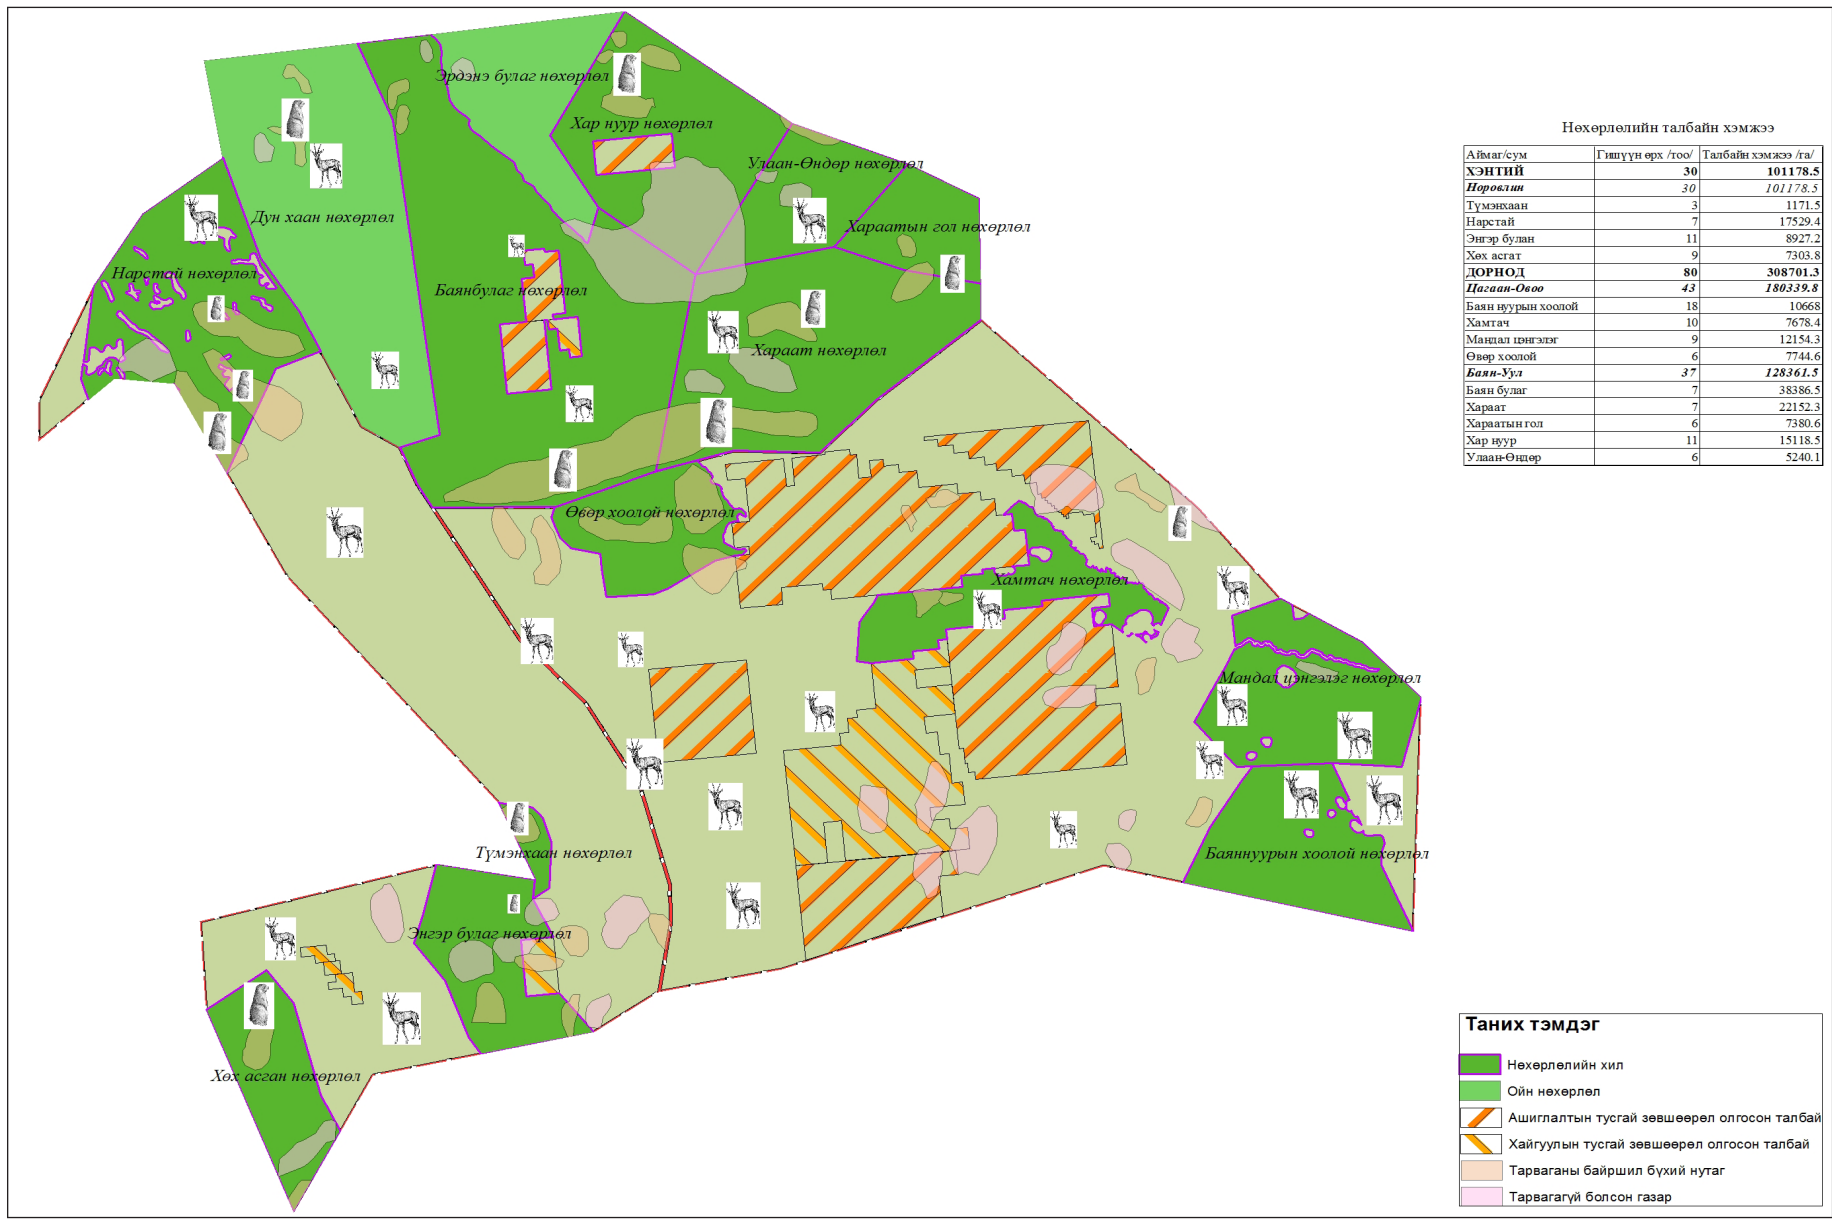 Эрдэнэ булаг нөхөрлөл
Хар нуур нөхөрлөл
Улаан-Өндөр нөхөрлөл
Дун хаан нөхөрлөл
Хараатын гол нөхөрлөл
Нарстай нөхөрлөл
Баянбулаг нөхөрлөл
Хараат нөхөрлөл
Өвөр хоолой нөхөрлөл
Хамтач нөхөрлөл
Мандал цэнгэлэг нөхөрлөл
Түмэнхаан нөхөрлөл
Баяннуурын хоолой нөхөрлөл
Энгэр булаг нөхөрлөл
Хөх асган нөхөрлөл
Нөхөрлөлийн талбайн хэмжээ
Аймаг/сум Гишүүн өрх /тоо/ Талбайн хэмжээ /га/
ХЭНТИЙ 30 101178.5
Норовлин 30 101178.5
Түмэнхаан 3 1171.5
Нарстай 7 17529.4
Энгэр булан 11 8927.2
Хөх асгат 9 7303.8
ДОРНОД 80 308701.3
Цагаан-Овоо 43 180339.8
Баян нуурын хоолой 18 10668
Хамтач 10 7678.4
Мандал цэнгэлэг 9 12154.3
Өвөр хоолой 6 7744.6
Баян-Уул 37 128361.5
Баян булаг 7 38386.5
Хараат 7 22152.3
Хараатын гол 6 7380.6
Хар нуур 11 15118.5
Улаан-Өндөр 6 5240.1
Таних тэмдэг
Нөхөрлөлийн хил
Ойн нөхөрлөл
Ашиглалтын тусгай зөвшөөрөл олгосон талбай
Хайгуулын тусгай зөвшөөрөл олгосон талбай
Тарваганы байршил бүхий нутаг
Тарвагагүй болсон газар